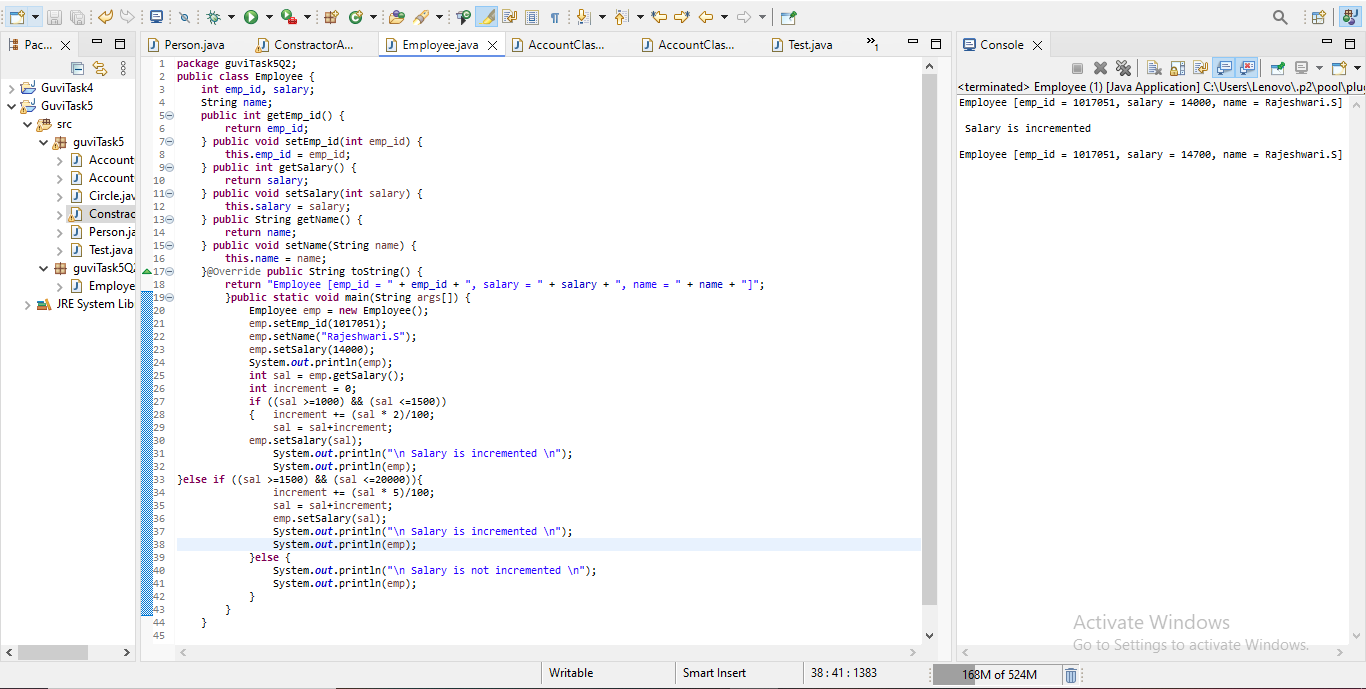 Pac...
Person.java
ConstractorA...
Employee.java
AccountClas...
AccountClas...
Test.java
»1
Console
GuviTask4
GuviTask5
src
guviTask5
Account
Account
Circle.jav
Constrac
Person.ja
Test.java
guviTask5Q2
Employe
JRE System Lib
1 package guviTask5Q2;
2 public class Employee {
3 int emp_id, salary;
4 String name;
5 public int getEmp_id() {
6 return emp_id;
7 } public void setEmp_id(int emp_id) {
8 this.emp_id = emp_id;
9 } public int getSalary() {
10 return salary;
11 } public void setSalary(int salary) {
12 this.salary = salary;
13 } public String getName() {
14 return name;
15 } public void setName(String name) {
16 this.name = name;
17 }@Override public String toString() {
18 return "Employee [emp_id = " + emp_id + ", salary = " + salary + ", name = " + name + "]";
19 }public static void main(String args[]) {
20 Employee emp = new Employee();
21 emp.setEmp_id(1017051);
22 emp.setName("Rajeshwari.S");
23 emp.setSalary(14000);
24 System.out.println(emp);
25 int sal = emp.getSalary();
26 int increment = 0;
27 if ((sal >=1000) && (sal <=1500))
28 { increment += (sal * 2)/100;
29 sal = sal+increment;
30 emp.setSalary(sal);
31 System.out.println("\n Salary is incremented \n");
32 System.out.println(emp);
33 }else if ((sal >=1500) && (sal <=20000)){
34 increment += (sal * 5)/100;
35 sal = sal+increment;
36 emp.setSalary(sal);
37 System.out.println("\n Salary is incremented \n");
38 System.out.println(emp);
39 }else {
40 System.out.println("\n Salary is not incremented \n");
41 System.out.println(emp);
42 }
43 }
44 }
45
<terminated> Employee (1) [Java Application] C:\Users\Lenovo\.p2\pool\plu
Employee [emp_id = 1017051, salary = 14000, name = Rajeshwari.S]
Salary is incremented
Employee [emp_id = 1017051, salary = 14700, name = Rajeshwari.S]
Activate Windows
Go to Settings to activate Windows.
Writable
Smart Insert
38 : 41 : 1383
168M of 524M